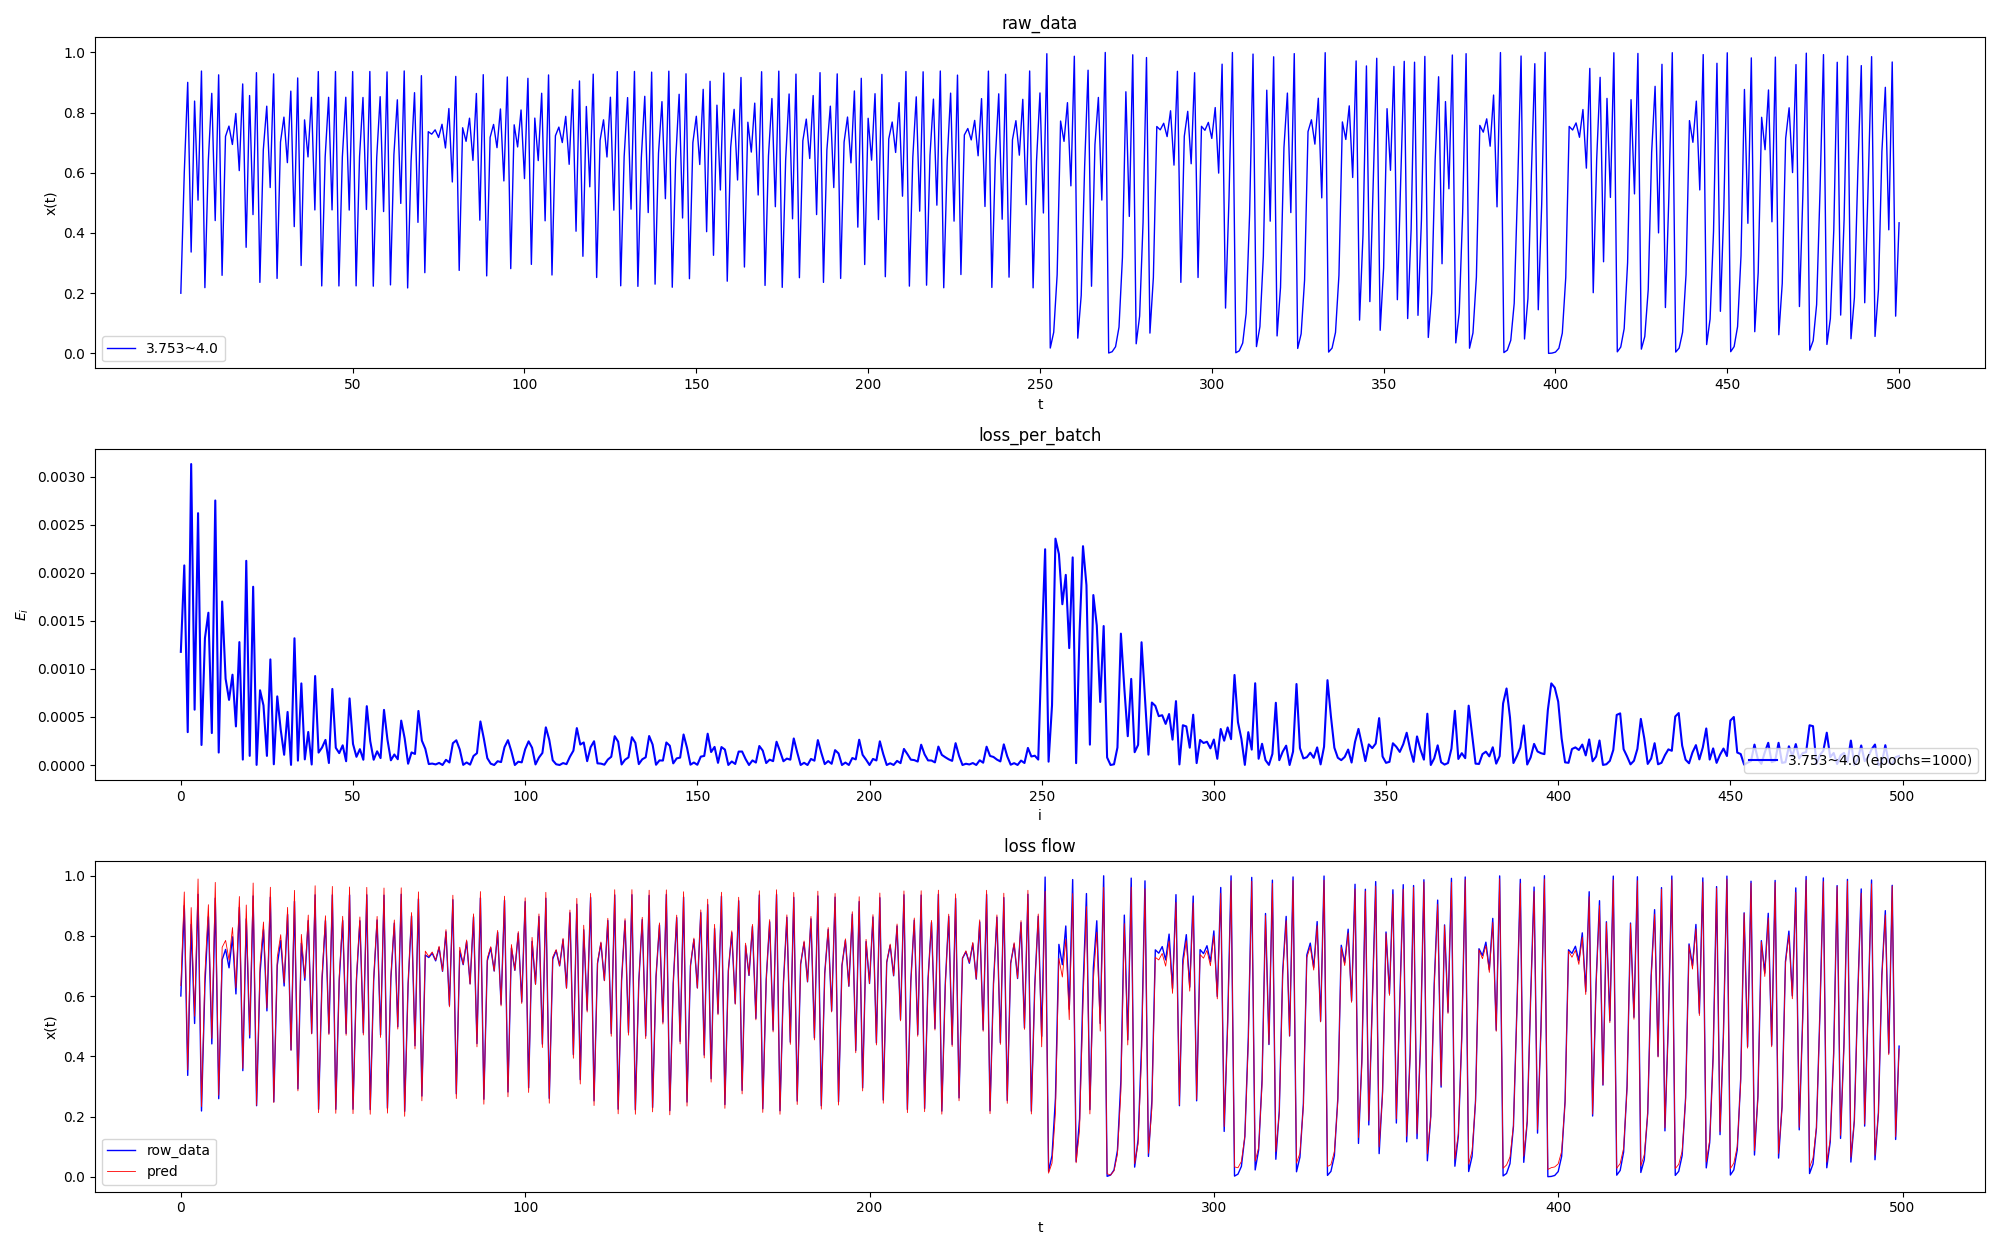 raw_data
x(t)
1.0
0.8
0.6
0.4
0.2
0.0
3.753~4.0
50 100 150 200 250 300 350 400 450 500
t
loss_per_batch
E_i
0.0030
0.0025
0.0020
0.0015
0.0010
0.0005
0.0000
3.753~4.0 (epochs=1000)
0 50 100 150 200 250 300 350 400 450 500
i
loss flow
x(t)
1.0
0.8
0.6
0.4
0.2
0.0
row_data
pred
0 100 200 300 400 500
t